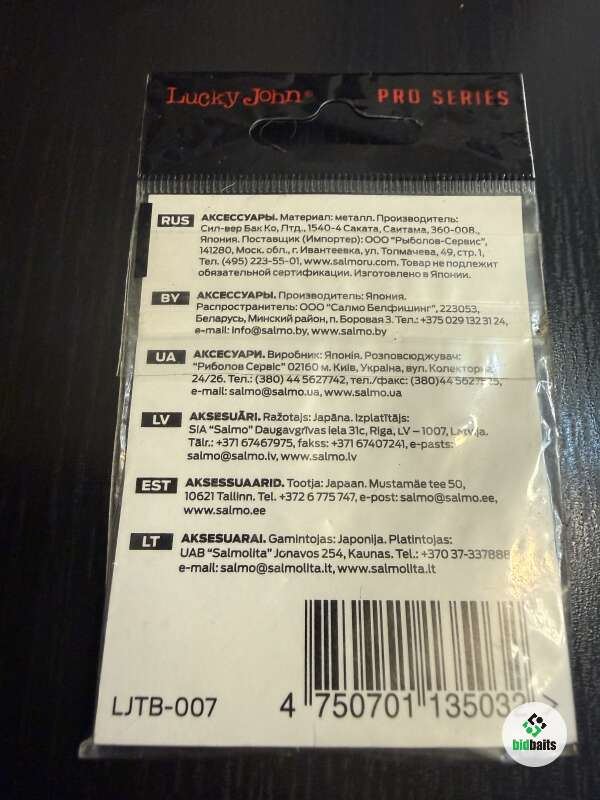 Lucky John® PRO SERIES
RUS АКСЕССУАРЫ. Материал: металл. Производитель:
Сил-вер Бак Ко, Лтд., 1540-4 Саката, Саитама, 360-008.,
Япония. Поставщик (Импортер): ООО "Рыболов-Сервис",
141280, Моск. обл., г. Ивантеевка, ул. Толмачева, 49, стр.1,
Тел. (495) 223-55-01, www.salmoru.com. Товар не подлежит
обязательной сертификации. Изготовлено в Японии.
BY АКСЕССУАРЫ. Производитель: Япония.
Распространитель: ООО "Салмо Белфишинг", 223053,
Беларусь, Минский район, п. Боровая 3. Тел.: +375 029 132 31 24,
e-mail: info@salmo.by, www.salmo.by
UA АКСЕСУАРИ. Виробник: Японія. Розповсюджувач:
"Риболов Сервіс" 02160 м. Київ, Україна, вул. Колекторна
24/26. Тел.: (380) 44 5627742, тел./факс: (380)44
e-mail: salmo@salmo.ua, www.salmo.ua
LV AKSESUĀRI. Ražotajs: Japāna. Izplatītājs:
SIA "Salmo" Daugavgrīvas iela 31c, Riga, LV – 1007, Latvija.
Tālr.: +371 67467975, fakss: +371 67407241, e-pasts:
salmo@salmo.lv, www.salmo.lv
EST AKSESSUAARID. Tootja: Japaan. Mustamäe tee 50,
10621 Tallinn. Tel. +372 6 775 747, e-post: salmo@salmo.ee,
www.salmo.ee
LT AKSESUARAI. Gamintojas: Japonija. Platintojas:
UAB "Salmolita" Jonavos 254, Kaunas. Tel.: +370 37-337888
e-mail: salmo@salmolita.lt, www.salmolita.lt
LJTB-007 4 750701 135032 >
bidbaits